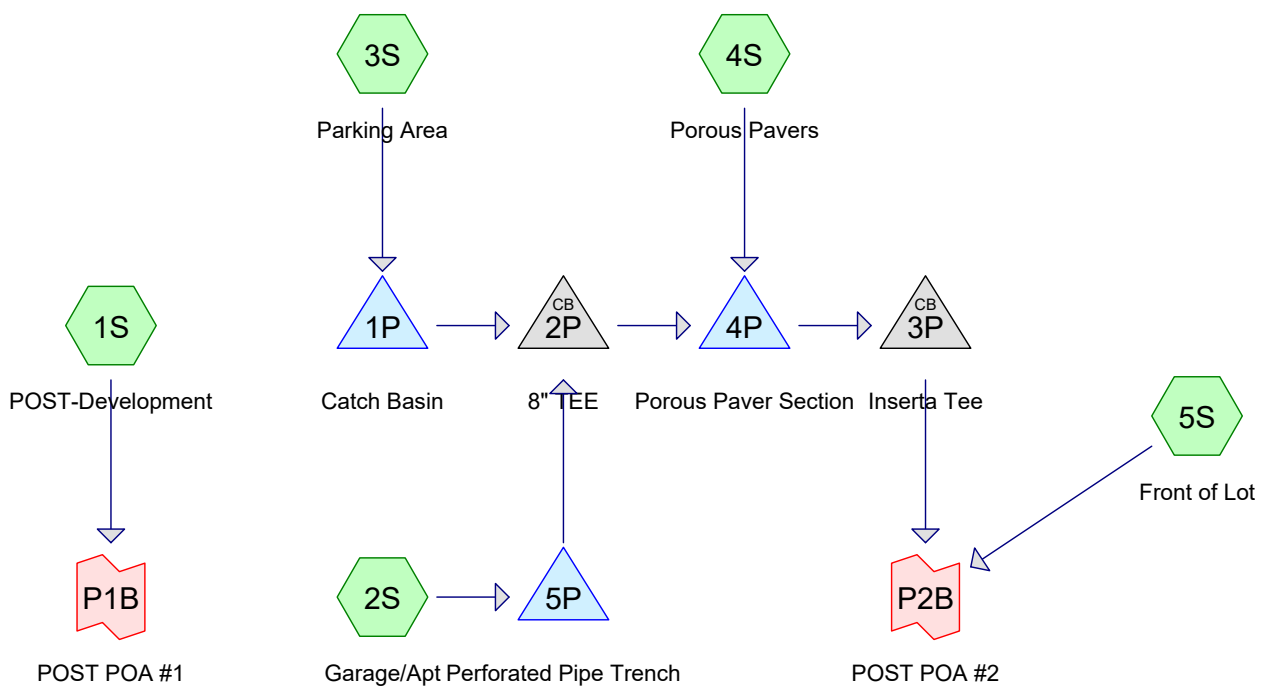 3S
4S
Parking Area
Porous Pavers
1S
1P
CB
2P
4P
CB
3P
POST-Development
Catch Basin
8" TEE
Porous Paver Section
Inserta Tee
5S
Front of Lot
P1B
2S
5P
P2B
POST POA #1
Garage/Apt
Perforated Pipe Trench
POST POA #2